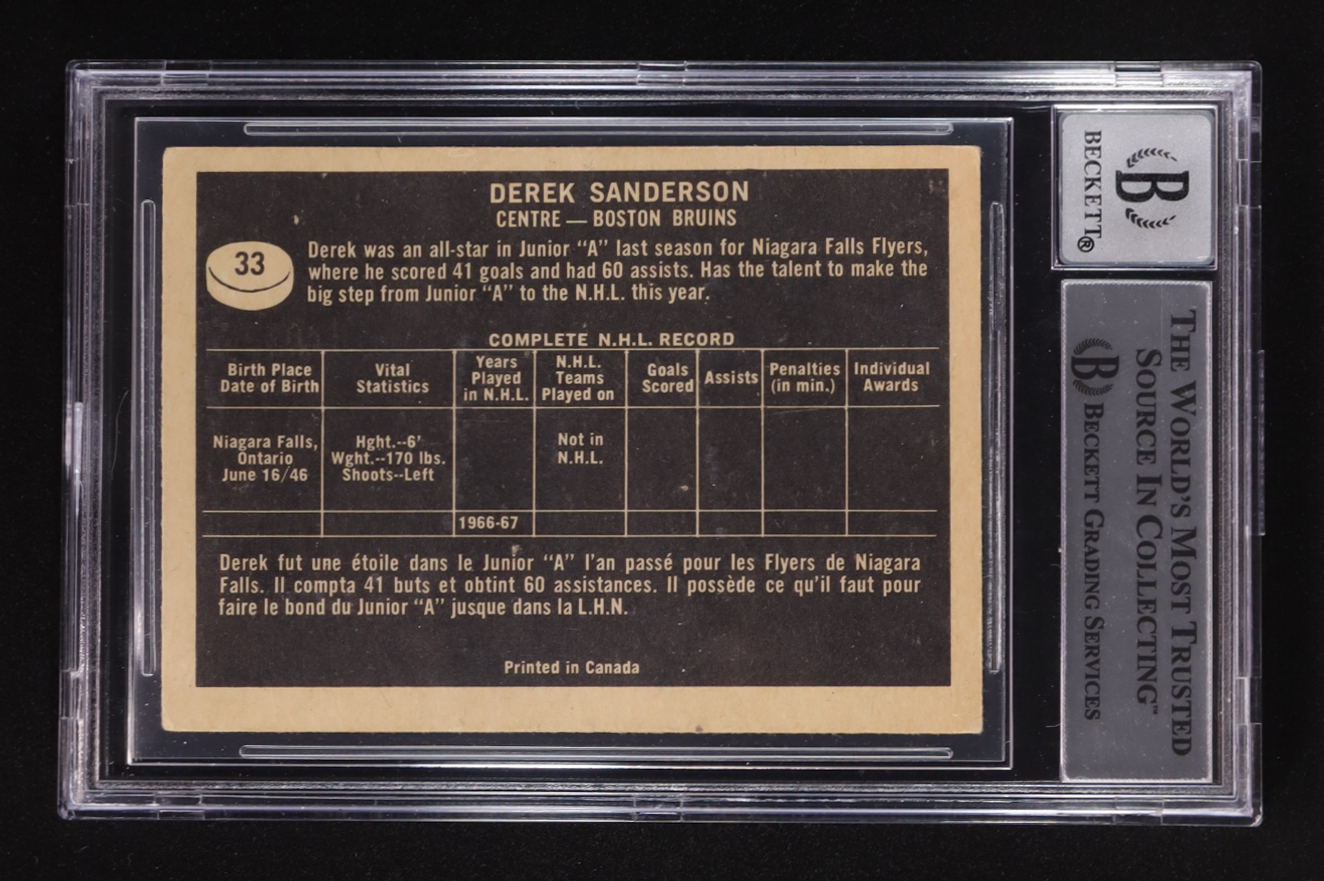 DEREK SANDERSON
CENTRE — BOSTON BRUINS
33
Derek was an all-star in Junior “A” last season for Niagara Falls Flyers,
where he scored 41 goals and had 60 assists. Has the talent to make the
big step from Junior “A” to the N.H.L. this year.
COMPLETE N.H.L. RECORD
Birth Place
Date of Birth
Vital
Statistics
Years
Played
in N.H.L.
N.H.L.
Teams
Played on
Goals
Scored
Assists
Penalties
(in min.)
Individual
Awards
Niagara Falls,
Ontario
June 16/46
Hght.--6'
Wght.--170 lbs.
Shoots--Left
Not in
N.H.L.
1966-67
Derek fut une étoile dans le Junior “A” l'an passé pour les Flyers de Niagara
Falls. Il compta 41 buts et obtint 60 assistances. Il possède ce qu'il faut pour
faire le bond du Junior “A” jusque dans la L.H.N.
Printed in Canada
B
BECKETT®
THE WORLD'S MOST TRUSTED
SOURCE IN COLLECTING™
B BECKETT GRADING SERVICES